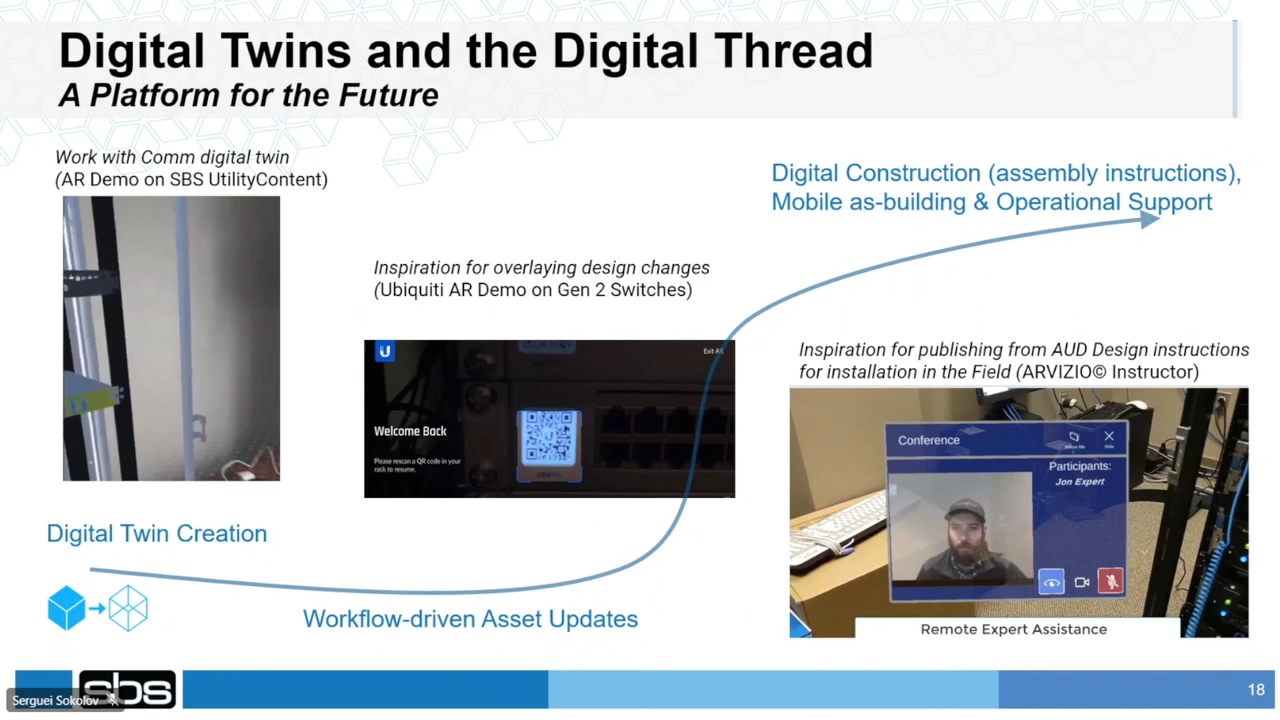 Digital Twins and the Digital Thread
A Platform for the Future
Work with Comm digital twin
(AR Demo on SBS UtilityContent)
Digital Construction (assembly instructions),
Mobile as-building & Operational Support
Inspiration for overlaying design changes
(Ubiquiti AR Demo on Gen 2 Switches)
Exit AR
Welcome Back
Please rescan a QR code in your
rack to resume.
Inspiration for publishing from AUD Design instructions
for installation in the Field (ARVIZIO© Instructor)
Conference
Follow Me
Hide
Participants:
Jon Expert
Remote Expert Assistance
Digital Twin Creation
Workflow-driven Asset Updates
sbs
Serguei Sokolov
18